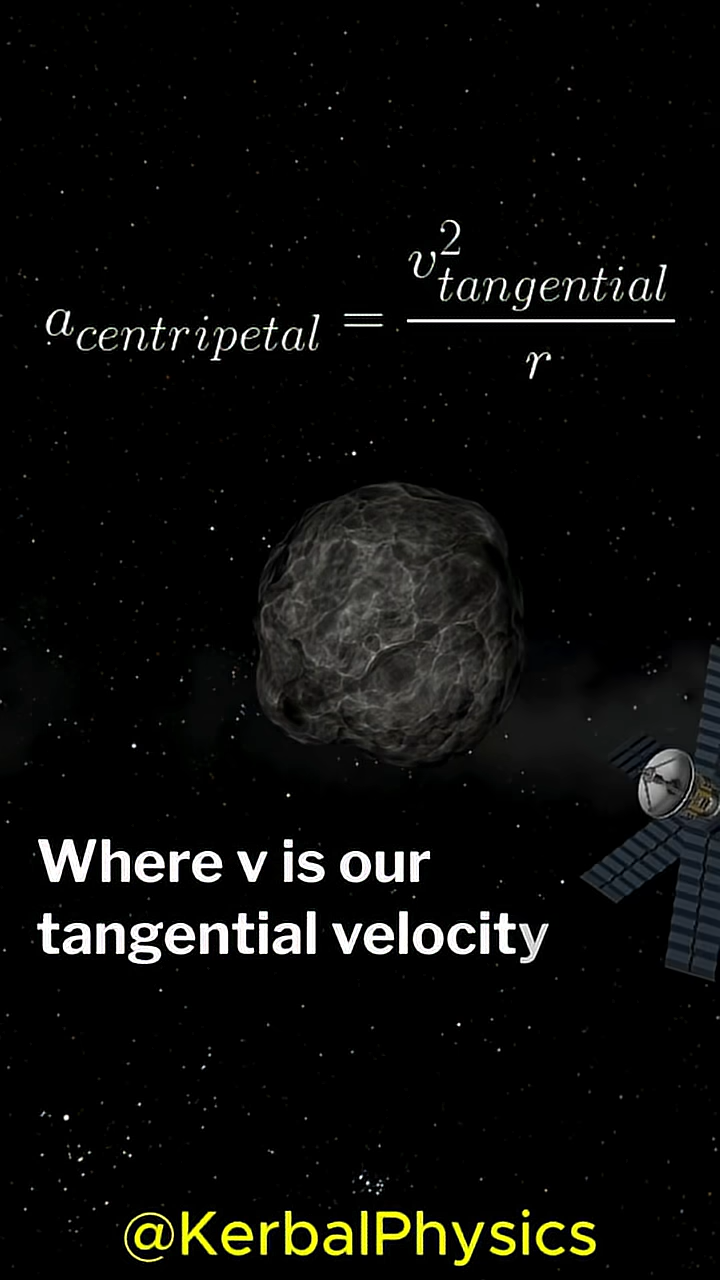 a_centripetal = v²_tangential / r
Where v is our
tangential velocity
@KerbalPhysics